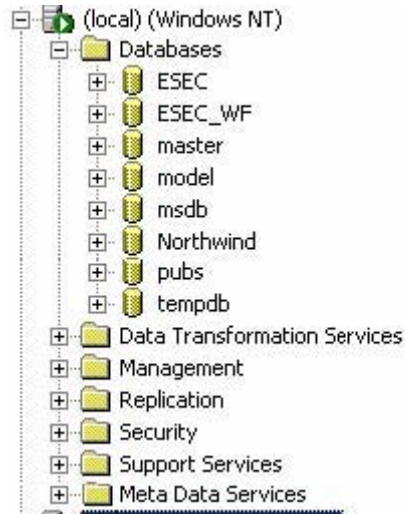 (local) (Windows NT)
Databases
ESEC
ESEC_WF
master
model
msdb
Northwind
pubs
tempdb
Data Transformation Services
Management
Replication
Security
Support Services
Meta Data Services